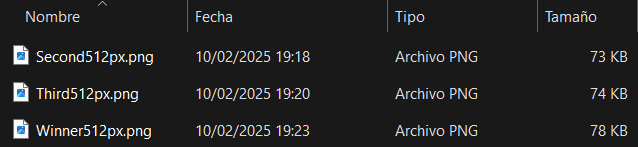 Nombre Fecha Tipo Tamaño
Second512px.png 10/02/2025 19:18 Archivo PNG 73 KB
Third512px.png 10/02/2025 19:20 Archivo PNG 74 KB
Winner512px.png 10/02/2025 19:23 Archivo PNG 78 KB